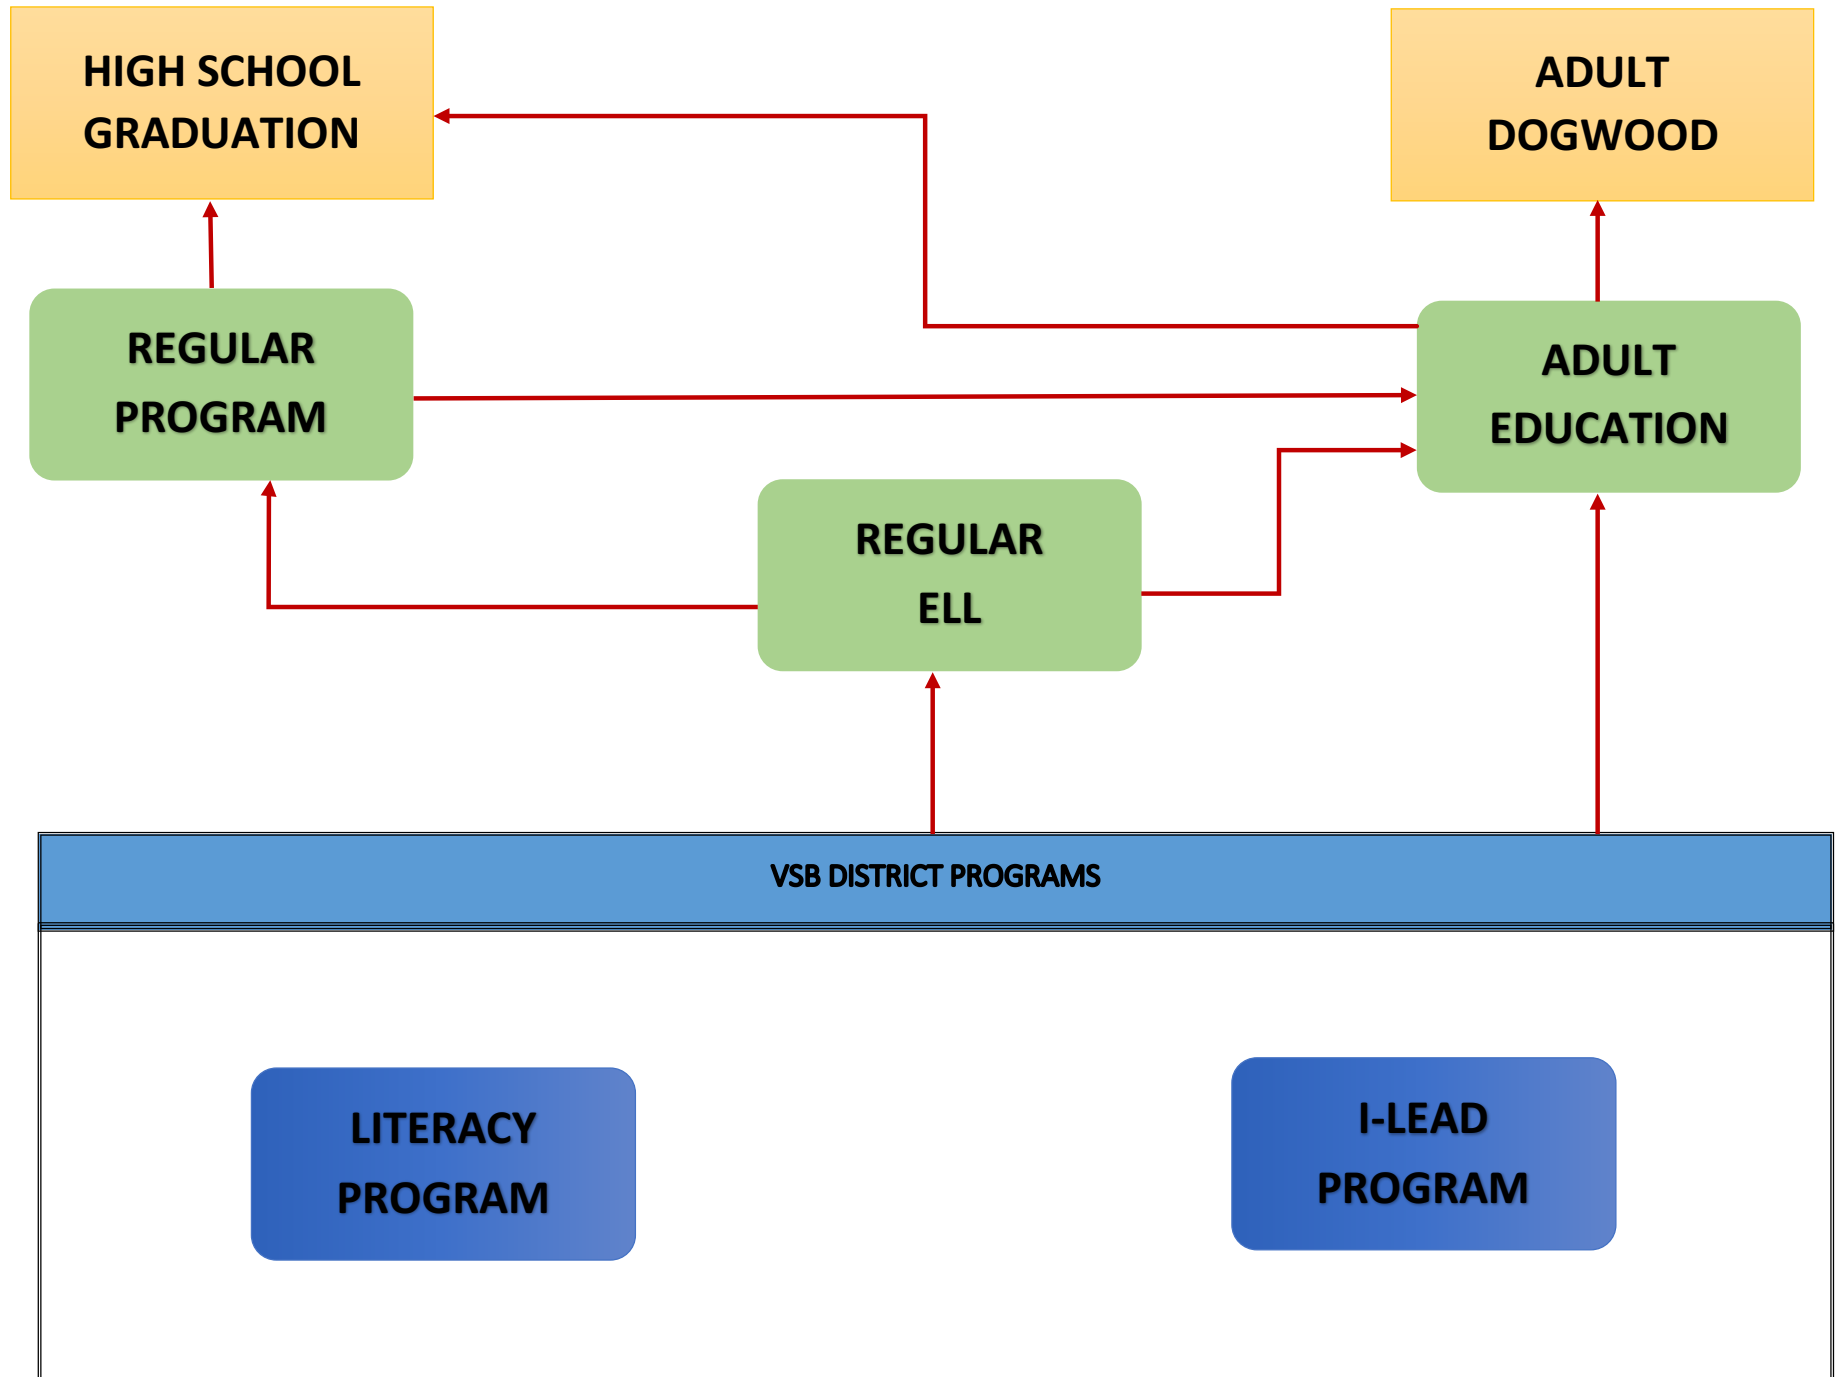 HIGH SCHOOL
GRADUATION
ADULT
DOGWOOD
REGULAR
PROGRAM
ADULT
EDUCATION
REGULAR
ELL
VSB DISTRICT PROGRAMS
LITERACY
PROGRAM
I-LEAD
PROGRAM